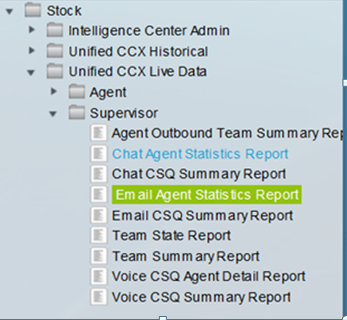 Stock
Intelligence Center Admin
Unified CCX Historical
Unified CCX Live Data
Agent
Supervisor
Agent Outbound Team Summary Rep
Chat Agent Statistics Report
Chat CSQ Summary Report
Email Agent Statistics Report
Email CSQ Summary Report
Team State Report
Team Summary Report
Voice CSQ Agent Detail Report
Voice CSQ Summary Report